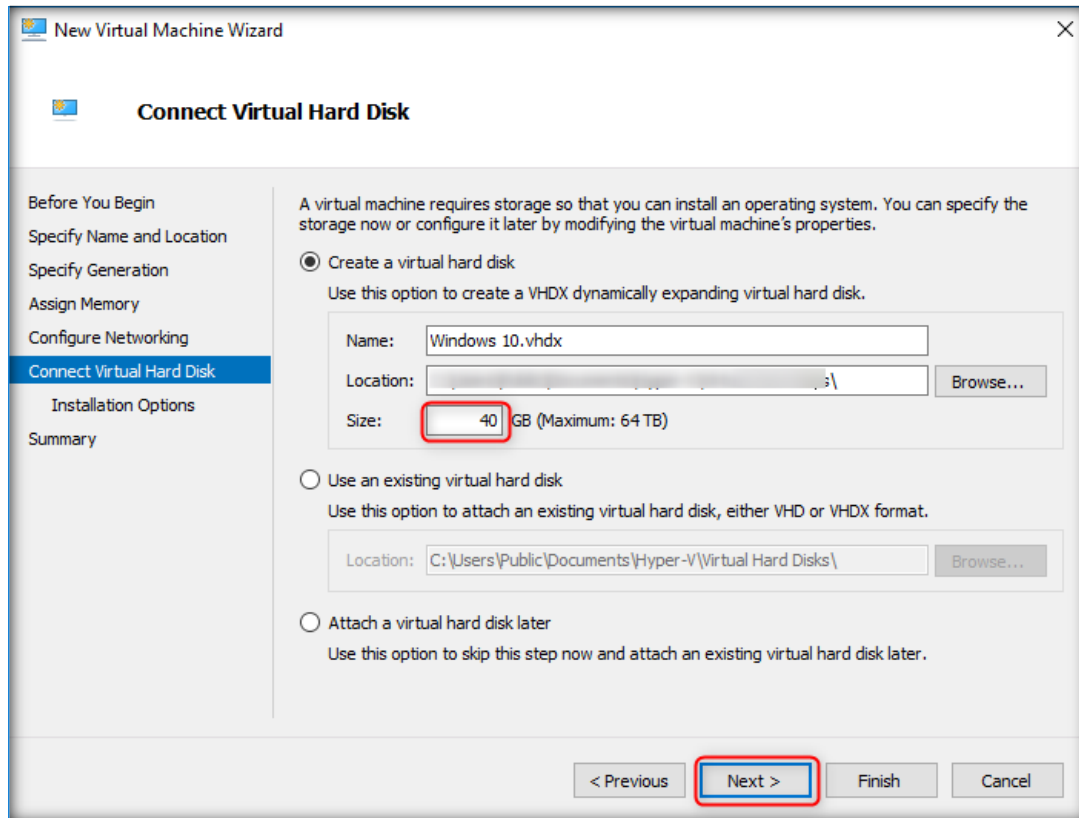 New Virtual Machine Wizard
Connect Virtual Hard Disk
Before You Begin
Specify Name and Location
Specify Generation
Assign Memory
Configure Networking
Connect Virtual Hard Disk
Installation Options
Summary
A virtual machine requires storage so that you can install an operating system. You can specify the
storage now or configure it later by modifying the virtual machine's properties.
Create a virtual hard disk
Use this option to create a VHDX dynamically expanding virtual hard disk.
Name: Windows 10.vhdx
Location: \ Browse...
Size: 40 GB (Maximum: 64 TB)
Use an existing virtual hard disk
Use this option to attach an existing virtual hard disk, either VHD or VHDX format.
Location: C:\Users\Public\Documents\Hyper-V\Virtual Hard Disks\ Browse...
Attach a virtual hard disk later
Use this option to skip this step now and attach an existing virtual hard disk later.
< Previous Next > Finish Cancel